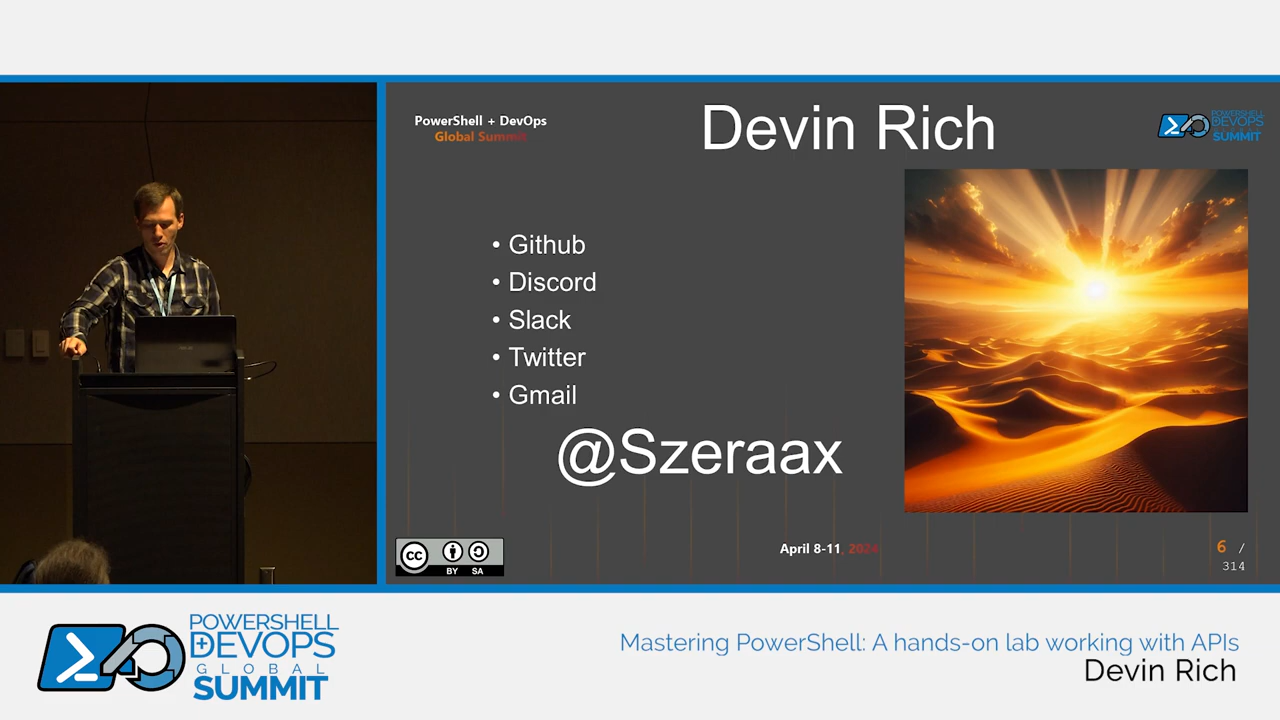 PowerShell + DevOps
Global Summit
Devin Rich
POWERSHELL
DEVOPS
SUMMIT
• Github
• Discord
• Slack
• Twitter
• Gmail
@Szeraax
cc
BY SA
April 8-11, 2024
6 /
314
POWERSHELL
+DEVOPS
GLOBAL
SUMMIT
Mastering PowerShell: A hands-on lab working with APIs
Devin Rich